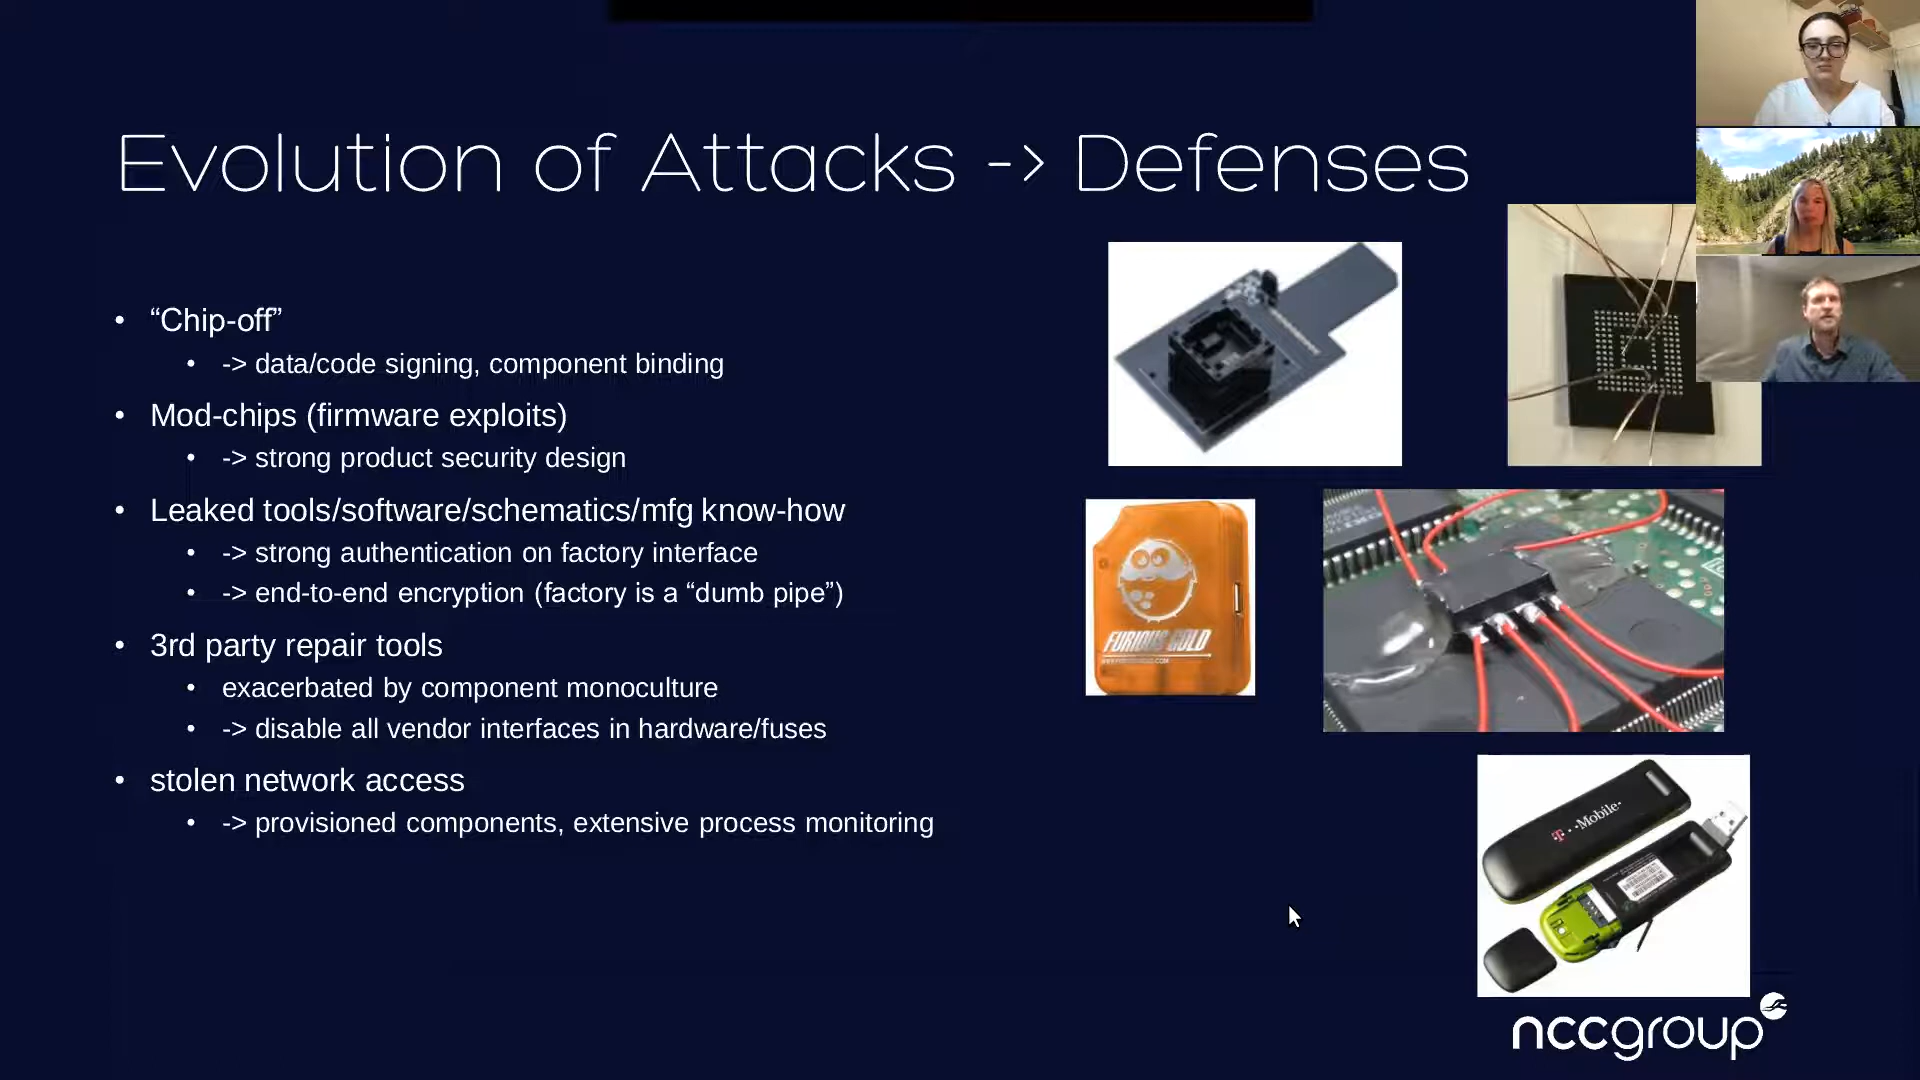 Evolution of Attacks -> Defenses
• “Chip-off”
• -> data/code signing, component binding
• Mod-chips (firmware exploits)
• -> strong product security design
• Leaked tools/software/schematics/mfg know-how
• -> strong authentication on factory interface
• -> end-to-end encryption (factory is a “dumb pipe”)
• 3rd party repair tools
• exacerbated by component monoculture
• -> disable all vendor interfaces in hardware/fuses
• stolen network access
• -> provisioned components, extensive process monitoring
FURIOUS GOLD
T··Mobile·
nccgroup